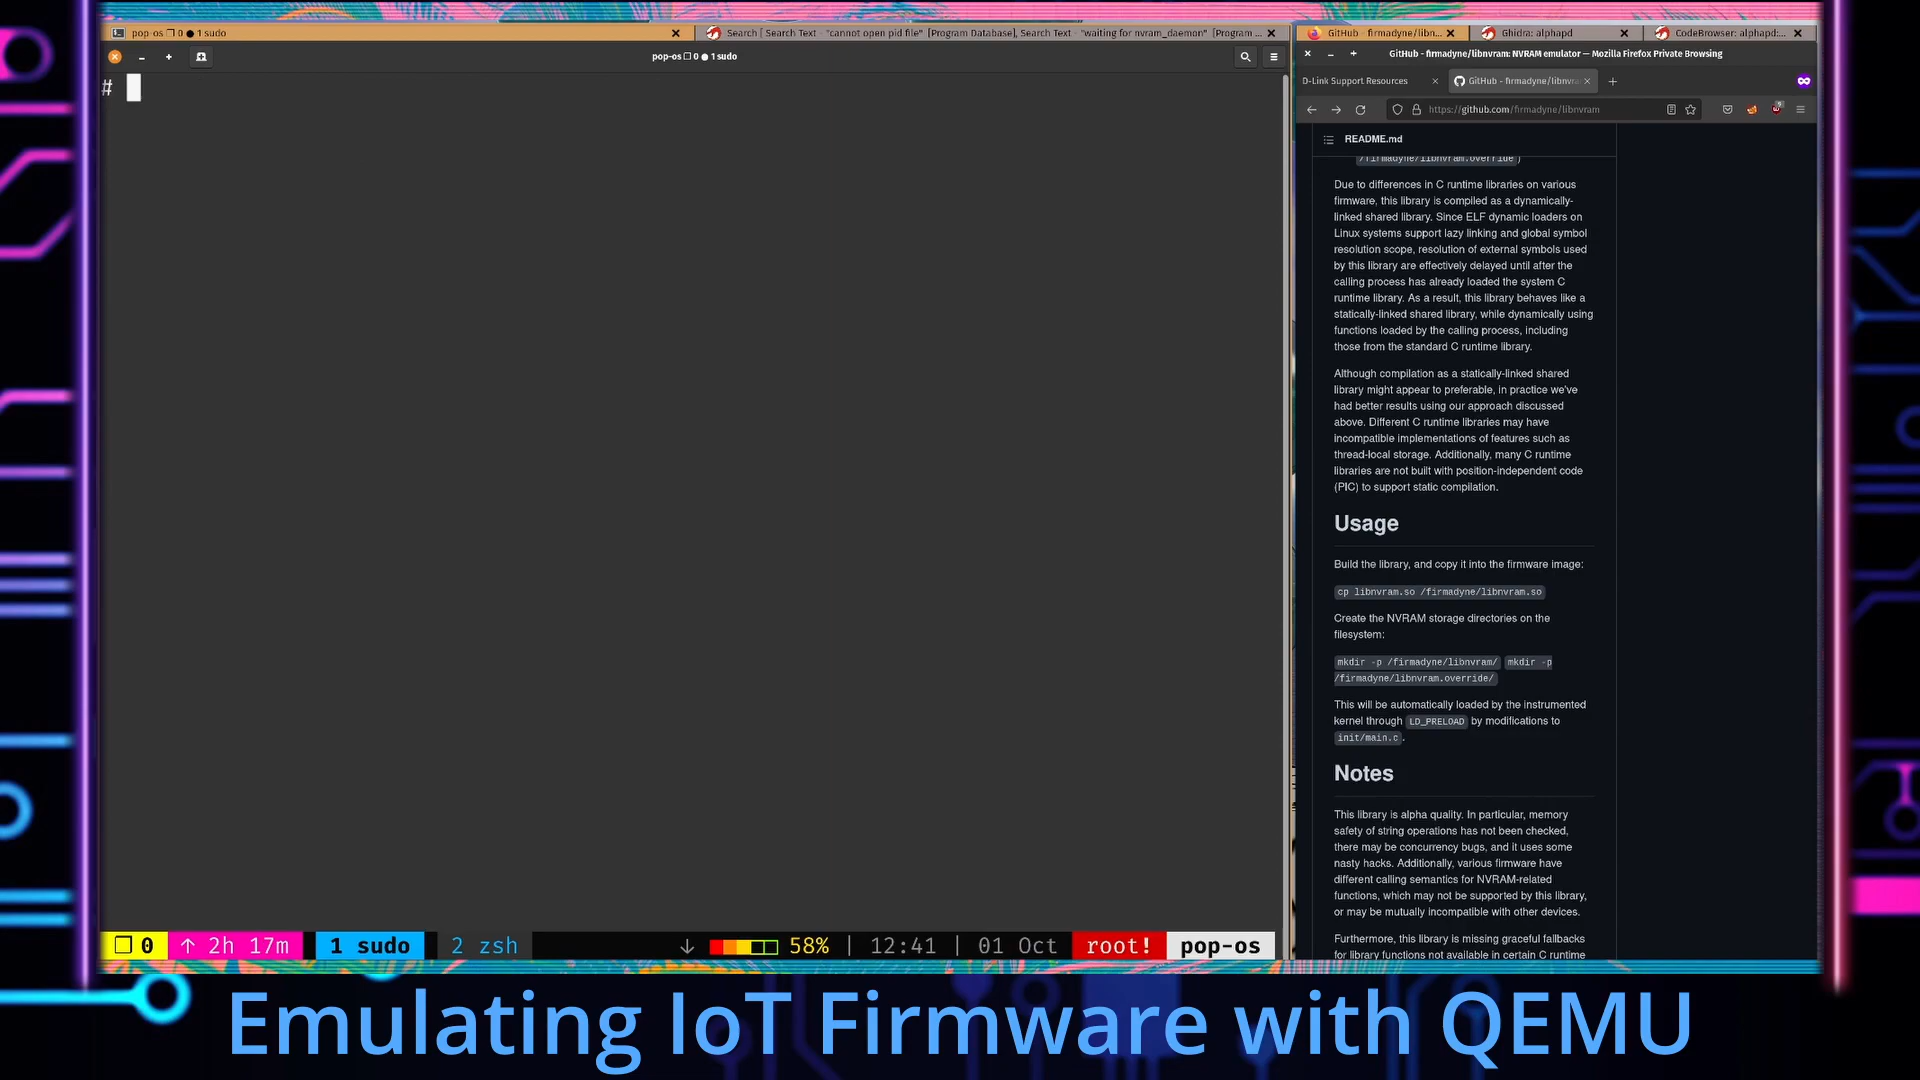 pop-os ❐ 0 ● 1 sudo
Search [ Search Text - "cannot open pid file" [Program Database], Search Text - "waiting for nvram_daemon" [Program ...
GitHub - firmadyne/libn...
Ghidra: alphapd
CodeBrowser: alphapd:...
pop-os ❐ 0 ● 1 sudo
GitHub - firmadyne/libnvram: NVRAM emulator — Mozilla Firefox Private Browsing
D-Link Support Resources
GitHub - firmadyne/libnvra
https://github.com/firmadyne/libnvram
#
README.md
/firmadyne/libnvram.override )
Due to differences in C runtime libraries on various
firmware, this library is compiled as a dynamically-
linked shared library. Since ELF dynamic loaders on
Linux systems support lazy linking and global symbol
resolution scope, resolution of external symbols used
by this library are effectively delayed until after the
calling process has already loaded the system C
runtime library. As a result, this library behaves like a
statically-linked shared library, while dynamically using
functions loaded by the calling process, including
those from the standard C runtime library.
Although compilation as a statically-linked shared
library might appear to preferable, in practice we've
had better results using our approach discussed
above. Different C runtime libraries may have
incompatible implementations of features such as
thread-local storage. Additionally, many C runtime
libraries are not built with position-independent code
(PIC) to support static compilation.
Usage
Build the library, and copy it into the firmware image:
cp libnvram.so /firmadyne/libnvram.so
Create the NVRAM storage directories on the
filesystem:
mkdir -p /firmadyne/libnvram/ mkdir -p
/firmadyne/libnvram.override/
This will be automatically loaded by the instrumented
kernel through LD_PRELOAD by modifications to
init/main.c .
Notes
This library is alpha quality. In particular, memory
safety of string operations has not been checked,
there may be concurrency bugs, and it uses some
nasty hacks. Additionally, various firmware have
different calling semantics for NVRAM-related
functions, which may not be supported by this library,
or may be mutually incompatible with other devices.
Furthermore, this library is missing graceful fallbacks
for library functions not available in certain C runtime
❐ 0 ↑ 2h 17m 1 sudo 2 zsh ↓ 58% | 12:41 | 01 Oct root! pop-os
Emulating IoT Firmware with QEMU